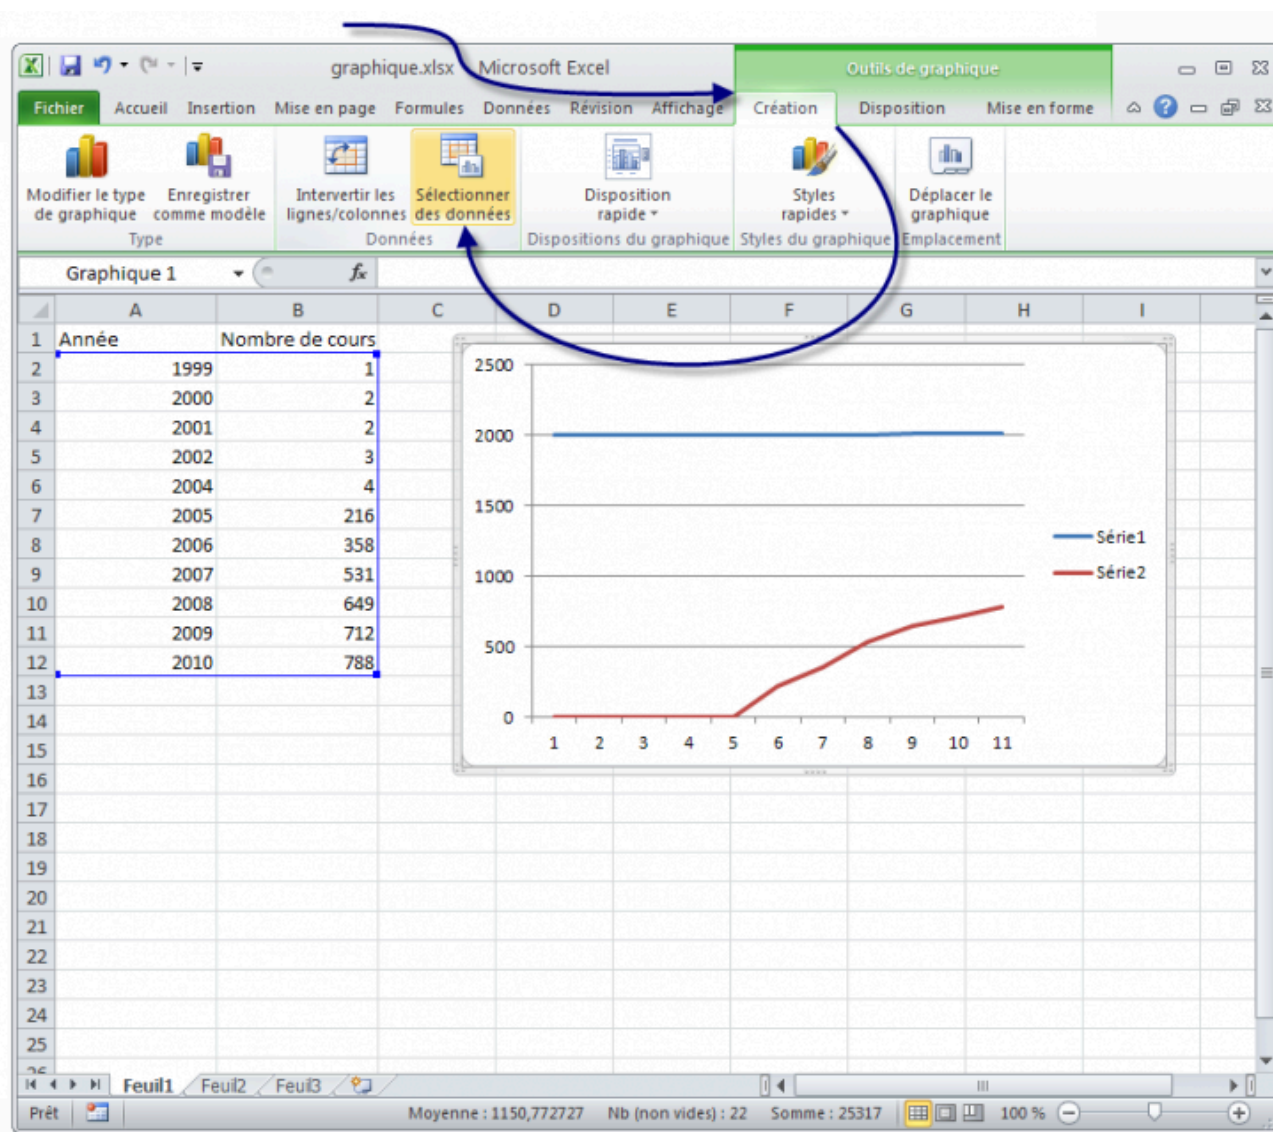 graphique.xlsx Microsoft Excel
Outils de graphique
Fichier Accueil Insertion Mise en page Formules Données Révision Affichage Création Disposition Mise en forme
Modifier le type de graphique
Enregistrer comme modèle
Intervertir les lignes/colonnes
Sélectionner des données
Disposition rapide
Styles rapides
Déplacer le graphique
Type Données Dispositions du graphique Styles du graphique Emplacement
Graphique 1 fx
A B C D E F G H I
1 Année Nombre de cours
2 1999 1
3 2000 2
4 2001 2
5 2002 3
6 2004 4
7 2005 216
8 2006 358
9 2007 531
10 2008 649
11 2009 712
12 2010 788
13
14
15
16
17
18
19
20
21
22
23
24
25
2500
2000
1500
1000
500
0
1 2 3 4 5 6 7 8 9 10 11
Série1
Série2
Feuil1 Feuil2 Feuil3
Prêt Moyenne : 1150,772727 Nb (non vides) : 22 Somme : 25317 100 %